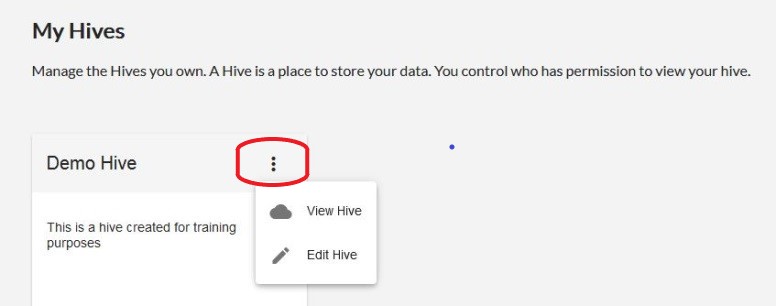 My Hives
Manage the Hives you own. A Hive is a place to store your data. You control who has permission to view your hive.
Demo Hive
View Hive
This is a hive created for training
purposes
Edit Hive